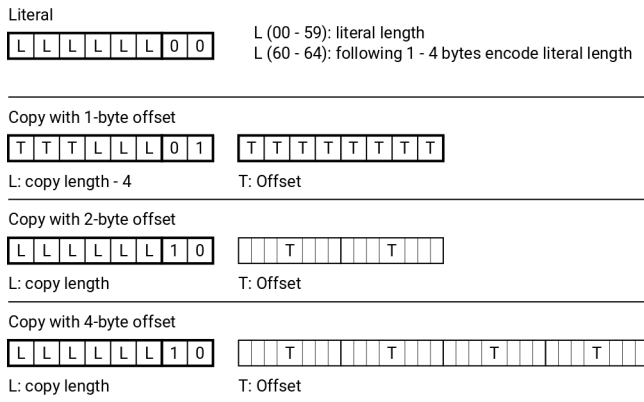 Literal
L L L L L L 0 0
L (00 - 59): literal length
L (60 - 64): following 1 - 4 bytes encode literal length
Copy with 1-byte offset
T T T L L L 0 1 T T T T T T T T
L: copy length - 4 T: Offset
Copy with 2-byte offset
L L L L L L 1 0 T T
L: copy length T: Offset
Copy with 4-byte offset
L L L L L L 1 0 T T T T
L: copy length T: Offset